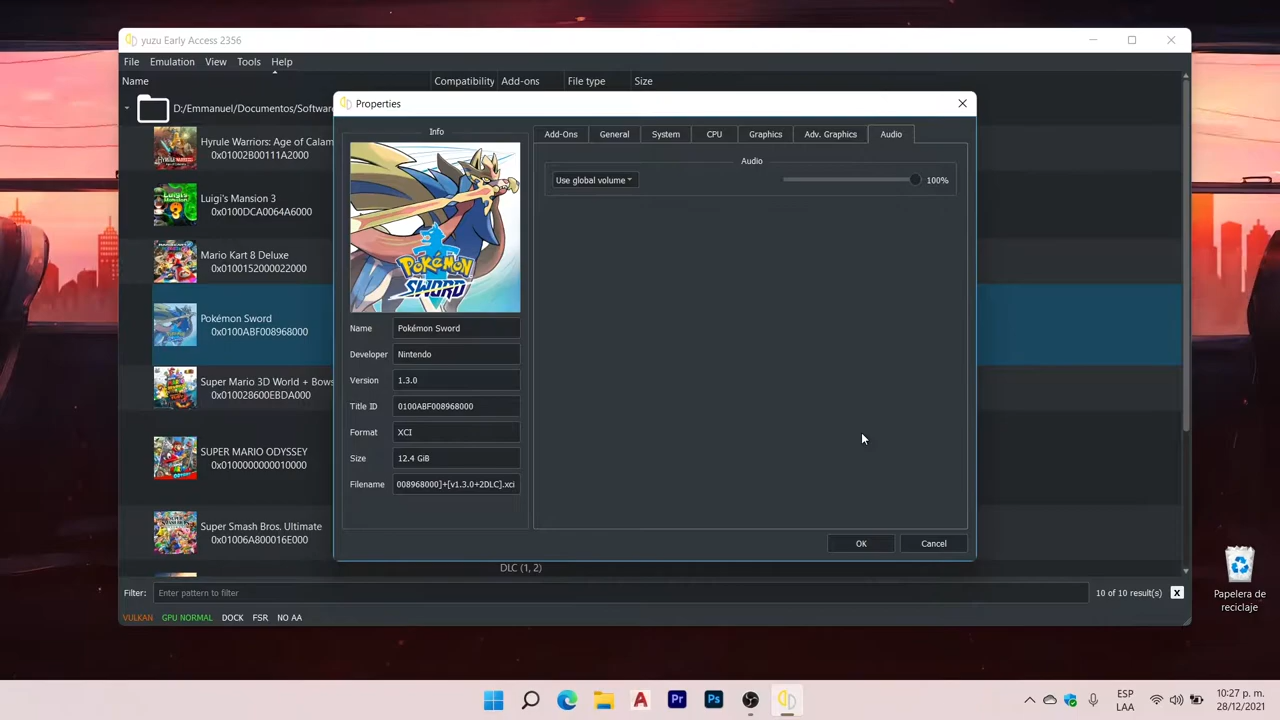 yuzu Early Access 2356
File Emulation View Tools Help
Name Compatibility Add-ons File type Size
D:/Emmanuel/Documentos/Softwar
Hyrule Warriors: Age of Calam
0x01002B00111A2000
Luigi's Mansion 3
0x0100DCA0064A6000
Mario Kart 8 Deluxe
0x0100152000022000
Pokémon Sword
0x0100ABF008968000
Super Mario 3D World + Bows
0x010028600EBDA000
SUPER MARIO ODYSSEY
0x0100000000010000
Super Smash Bros. Ultimate
0x01006A800016E000
DLC (1, 2)
Properties
Info
POKÉMON
SWORD
Name Pokémon Sword
Developer Nintendo
Version 1.3.0
Title ID 0100ABF008968000
Format XCI
Size 12.4 GiB
Filename 008968000]+[v1.3.0+2DLC].xci
Add-Ons General System CPU Graphics Adv. Graphics Audio
Audio
Use global volume 100%
OK Cancel
Filter: Enter pattern to filter 10 of 10 result(s) X
VULKAN GPU NORMAL DOCK FSR NO AA
Papelera de
reciclaje
A Pr Ps
ESP
LAA
10:27 p. m.
28/12/2021